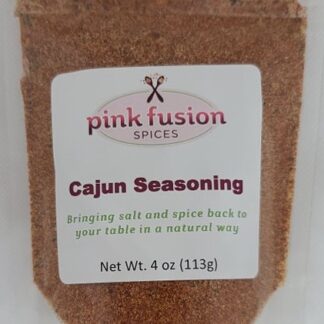 pink fusion
SPICES
Cajun Seasoning
Bringing salt and spice back to
your table in a natural way
Net Wt. 4 oz (113g)